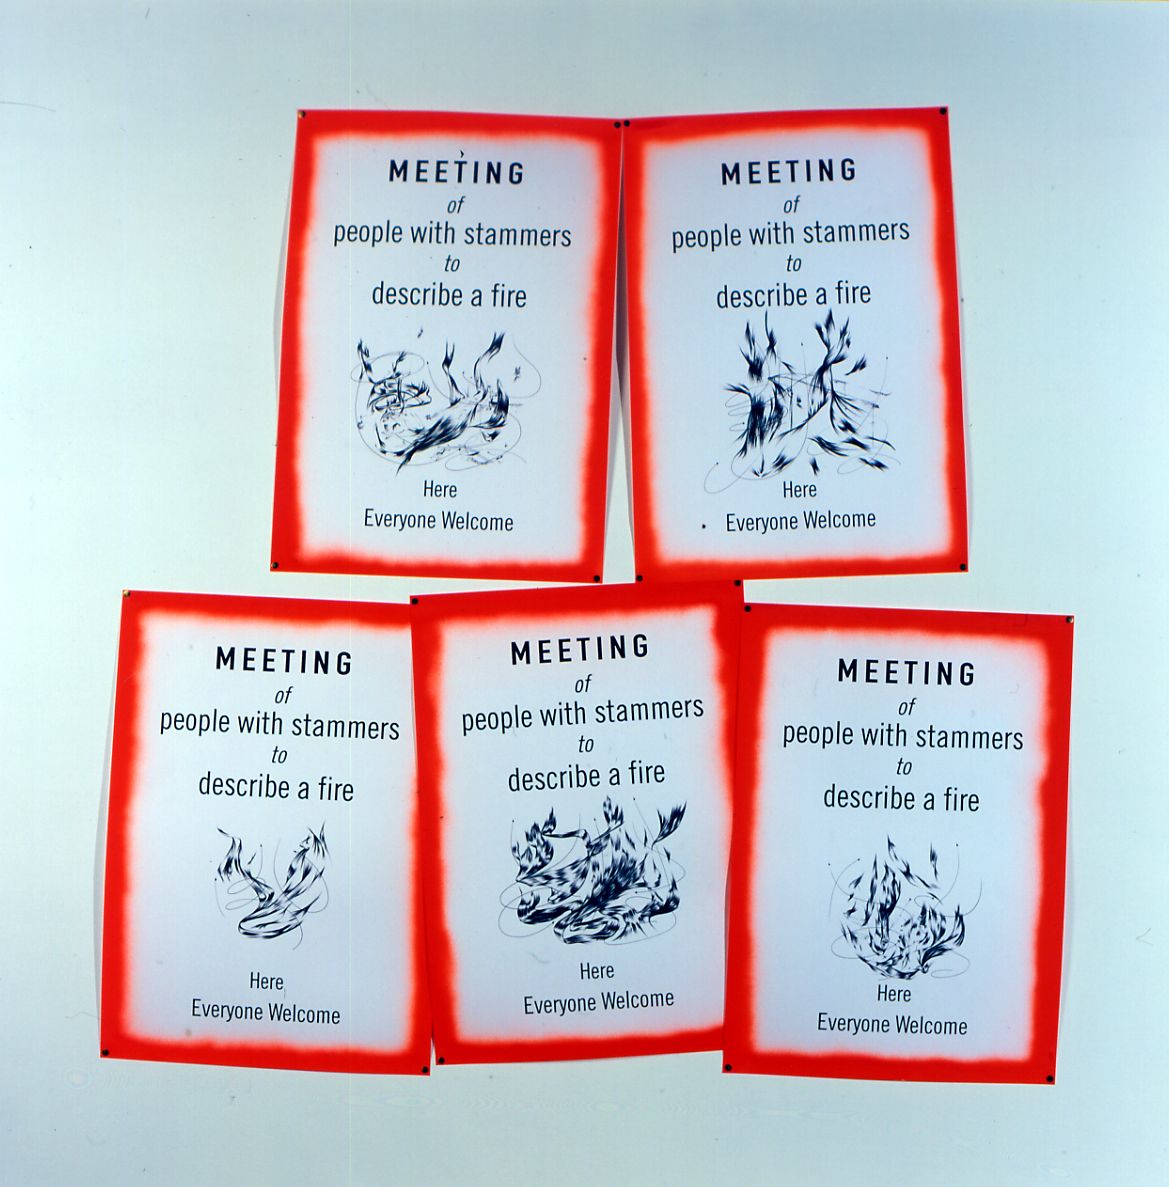 MEETING
of
people with stammers
to
describe a fire
Here
Everyone Welcome
MEETING
of
people with stammers
to
describe a fire
Here
Everyone Welcome
MEETING
of
people with stammers
to
describe a fire
Here
Everyone Welcome
MEETING
of
people with stammers
to
describe a fire
Here
Everyone Welcome
MEETING
of
people with stammers
to
describe a fire
Here
Everyone Welcome